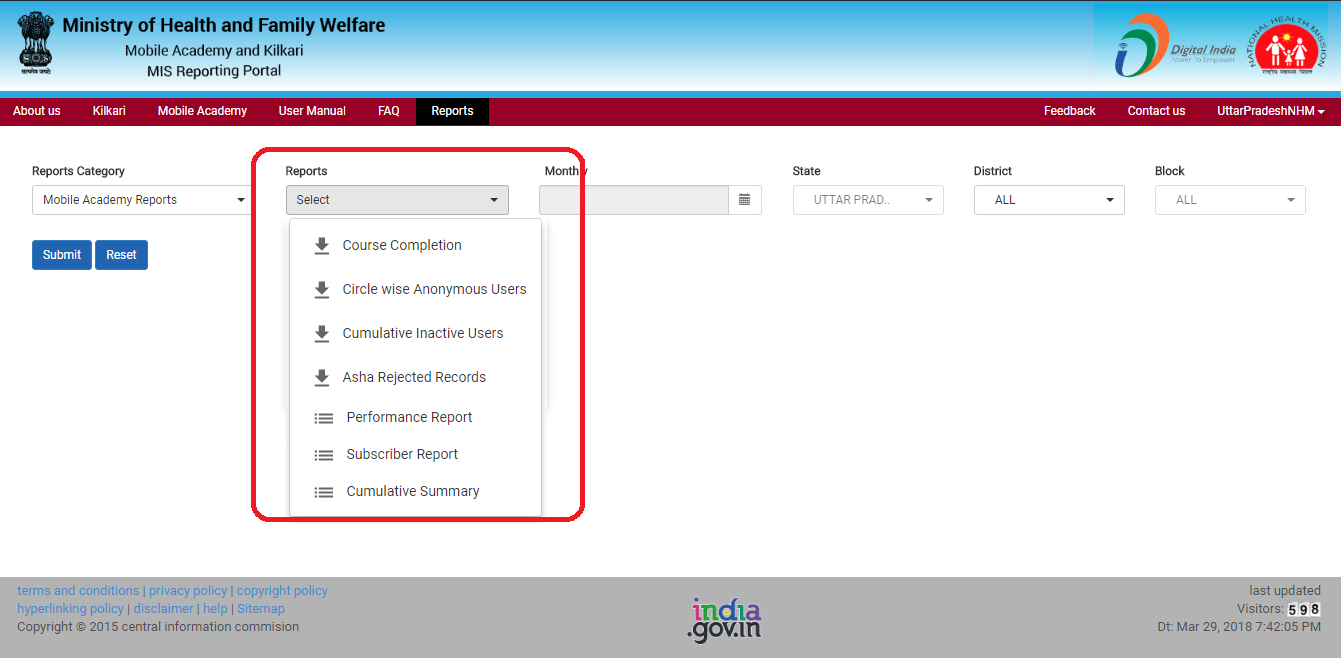 Ministry of Health and Family Welfare
Mobile Academy and Kilkari
MIS Reporting Portal
सत्यमेव जयते
Digital India
Power To Empower
NATIONAL HEALTH MISSION
राष्ट्रीय स्वास्थ्य मिशन
About us Kilkari Mobile Academy User Manual FAQ Reports Feedback Contact us UttarPradeshNHM
Reports Category Reports Monthly State District Block
Mobile Academy Reports Select UTTAR PRAD.. ALL ALL
Submit Reset
Course Completion
Circle wise Anonymous Users
Cumulative Inactive Users
Asha Rejected Records
Performance Report
Subscriber Report
Cumulative Summary
terms and conditions | privacy policy | copyright policy
hyperlinking policy | disclaimer | help | Sitemap
Copyright © 2015 central information commision
india
.gov.in
last updated
Visitors: 598
Dt: Mar 29, 2018 7:42:05 PM